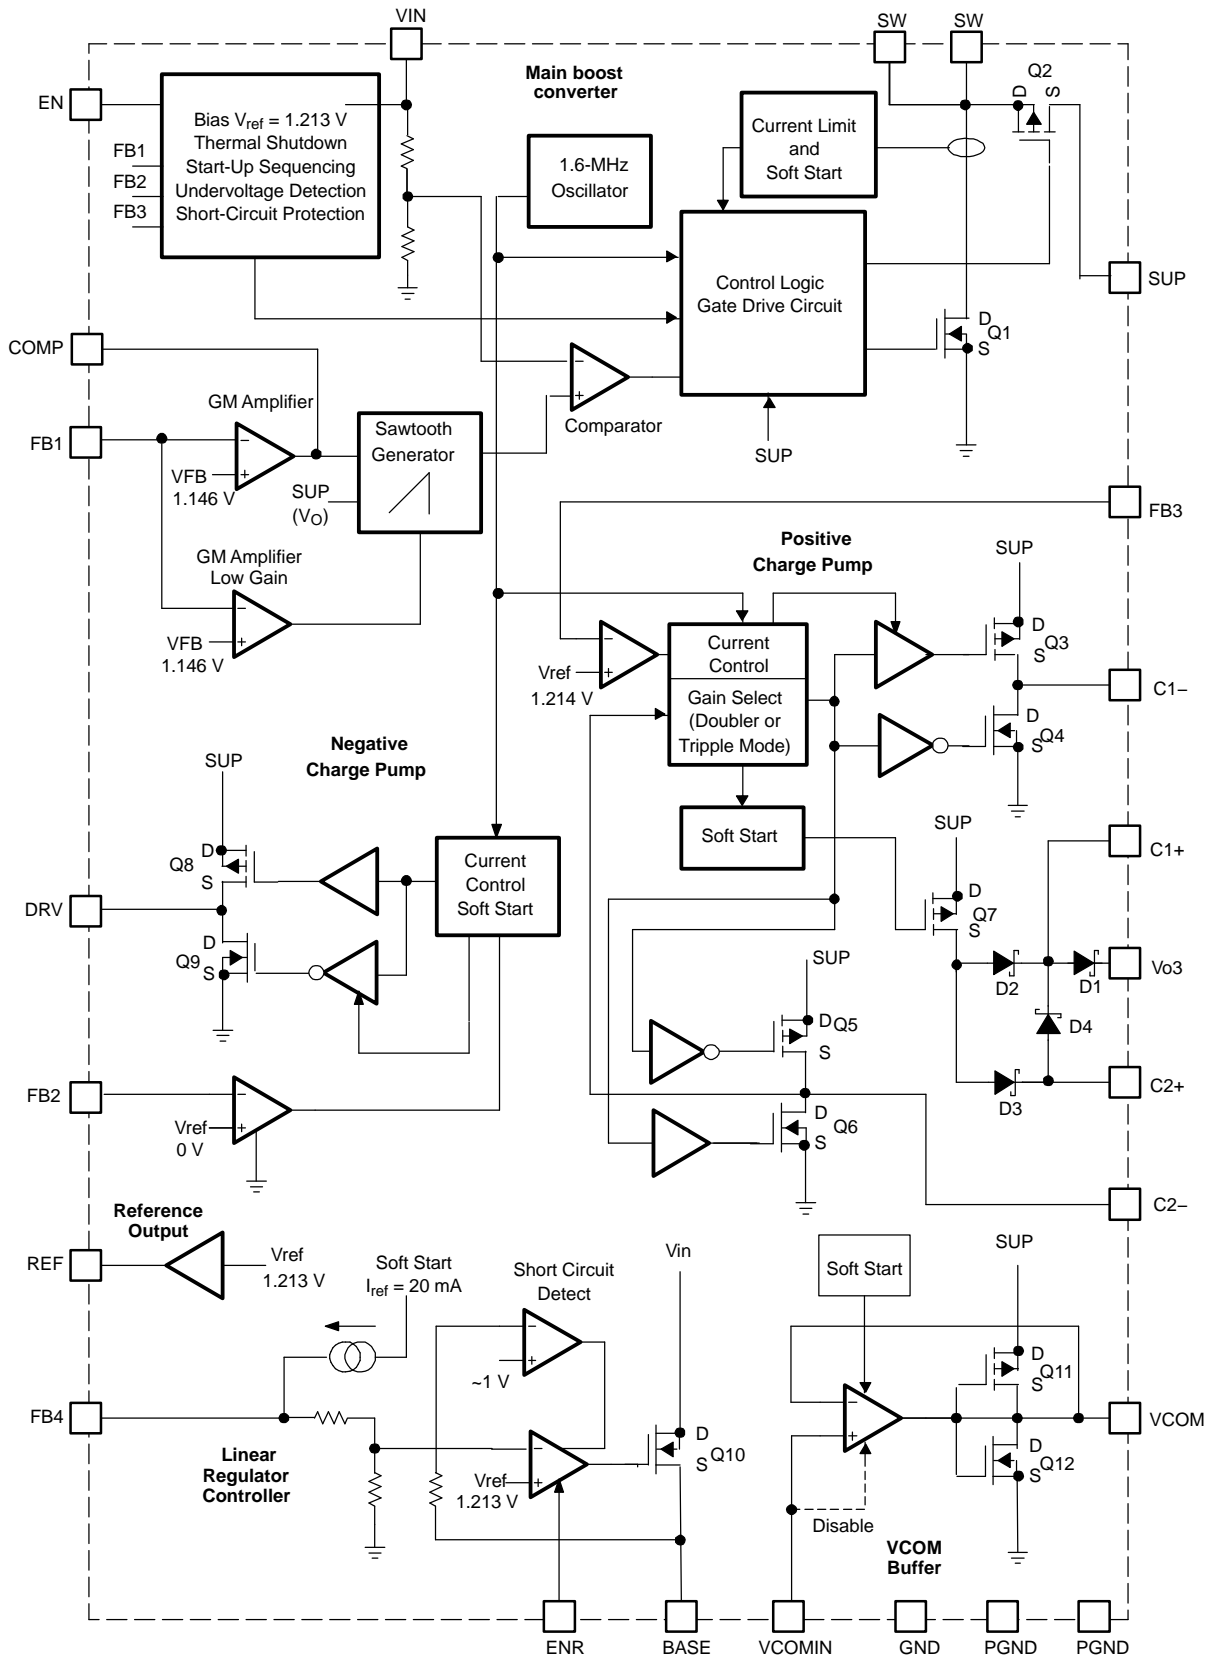 VIN
SW
SW
Main boost
converter
Q2
D
S
EN
Bias Vref = 1.213 V
Thermal Shutdown
Start-Up Sequencing
Undervoltage Detection
Short-Circuit Protection
FB1
FB2
FB3
1.6-MHz
Oscillator
Current Limit
and
Soft Start
SUP
Control Logic
Gate Drive Circuit
D
Q1
S
COMP
GM Amplifier
FB1
VFB
1.146 V
Sawtooth
Generator
SUP
(VO)
Comparator
SUP
FB3
GM Amplifier
Low Gain
VFB
1.146 V
Positive
Charge Pump
SUP
Vref
1.214 V
Current
Control
Gain Select
(Doubler or
Tripple Mode)
D
Q3
S
C1–
D
Q4
S
Negative
Charge Pump
SUP
Soft Start
SUP
C1+
D
Q8
S
Current
Control
Soft Start
D
Q7
S
DRV
D
Q9
S
SUP
D2
D1
Vo3
D
Q5
S
D4
FB2
Vref
0 V
D3
C2+
D
Q6
S
C2–
Reference
Output
REF
Vref
1.213 V
Soft Start
Iref = 20 mA
Short Circuit
Detect
Vin
Soft Start
SUP
~1 V
D
Q11
S
FB4
VCOM
Linear
Regulator
Controller
Vref
1.213 V
D
Q10
S
D
Q12
S
Disable
VCOM
Buffer
ENR
BASE
VCOMIN
GND
PGND
PGND